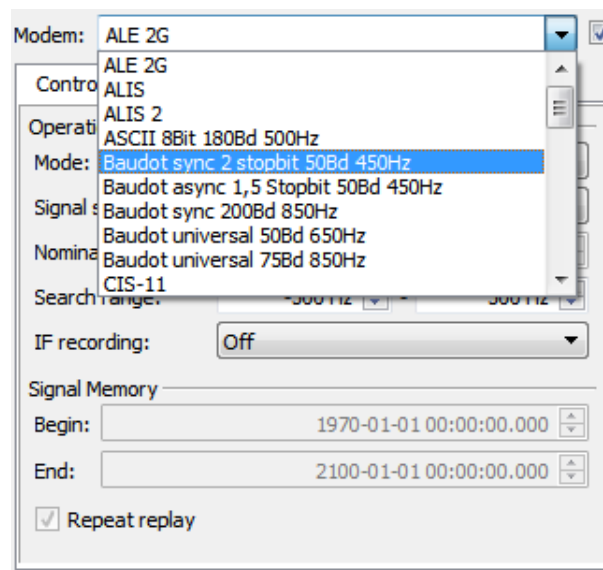 Modem: ALE 2G
ALE 2G
ALIS
ALIS 2
ASCII 8Bit 180Bd 500Hz
Baudot sync 2 stopbit 50Bd 450Hz
Baudot async 1,5 Stopbit 50Bd 450Hz
Baudot sync 200Bd 850Hz
Baudot universal 50Bd 650Hz
Baudot universal 75Bd 850Hz
CIS-11
Contro
Operati
Mode:
Signal s
Nomina
Search range:
IF recording: Off
Signal Memory
Begin: 1970-01-01 00:00:00.000
End: 2100-01-01 00:00:00.000
Repeat replay